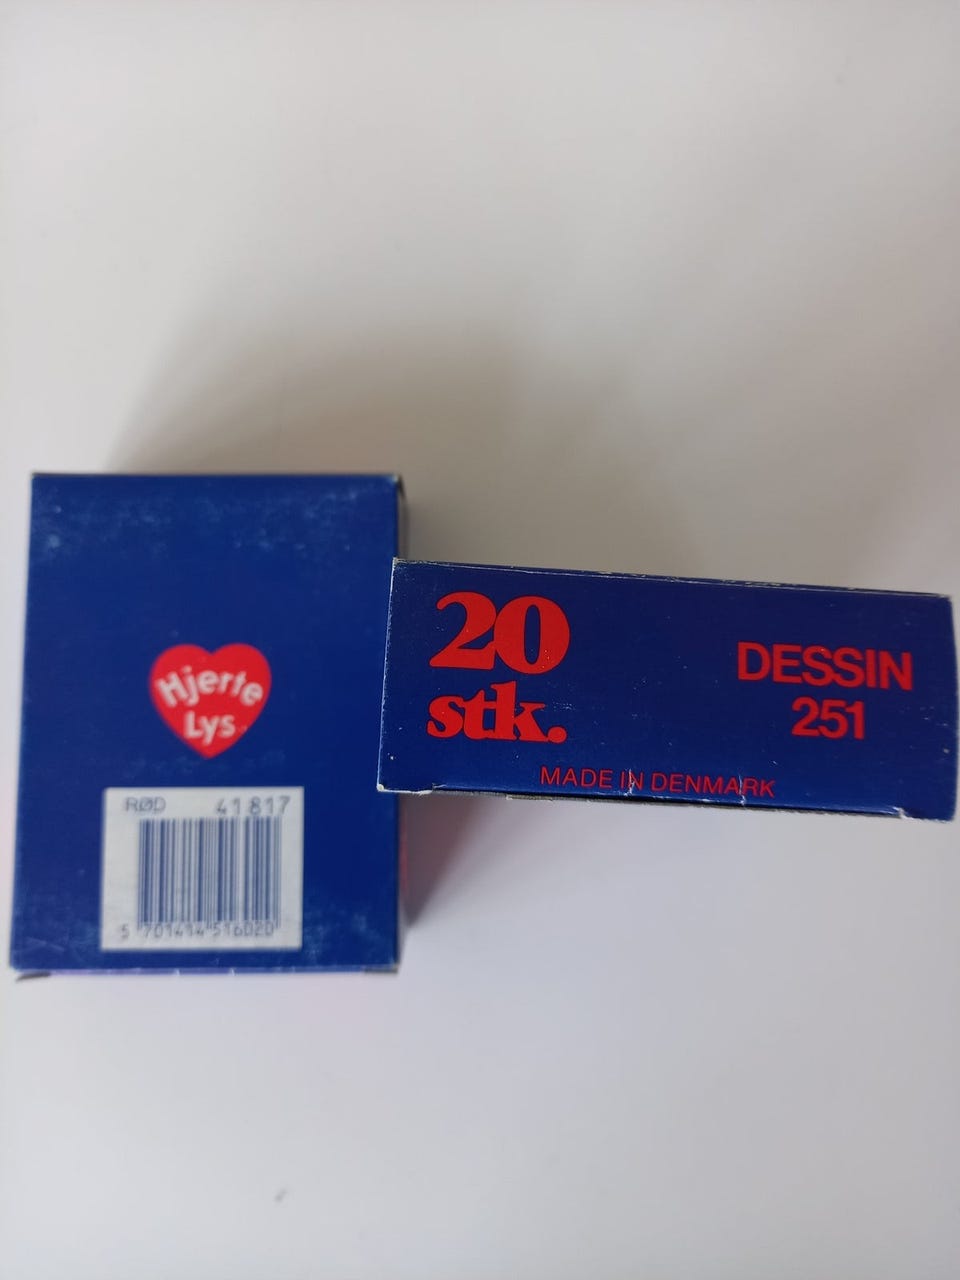 Hjerte
Lys
RØD 41817
5 701414 516020
20
stk.
DESSIN
251
MADE IN DENMARK